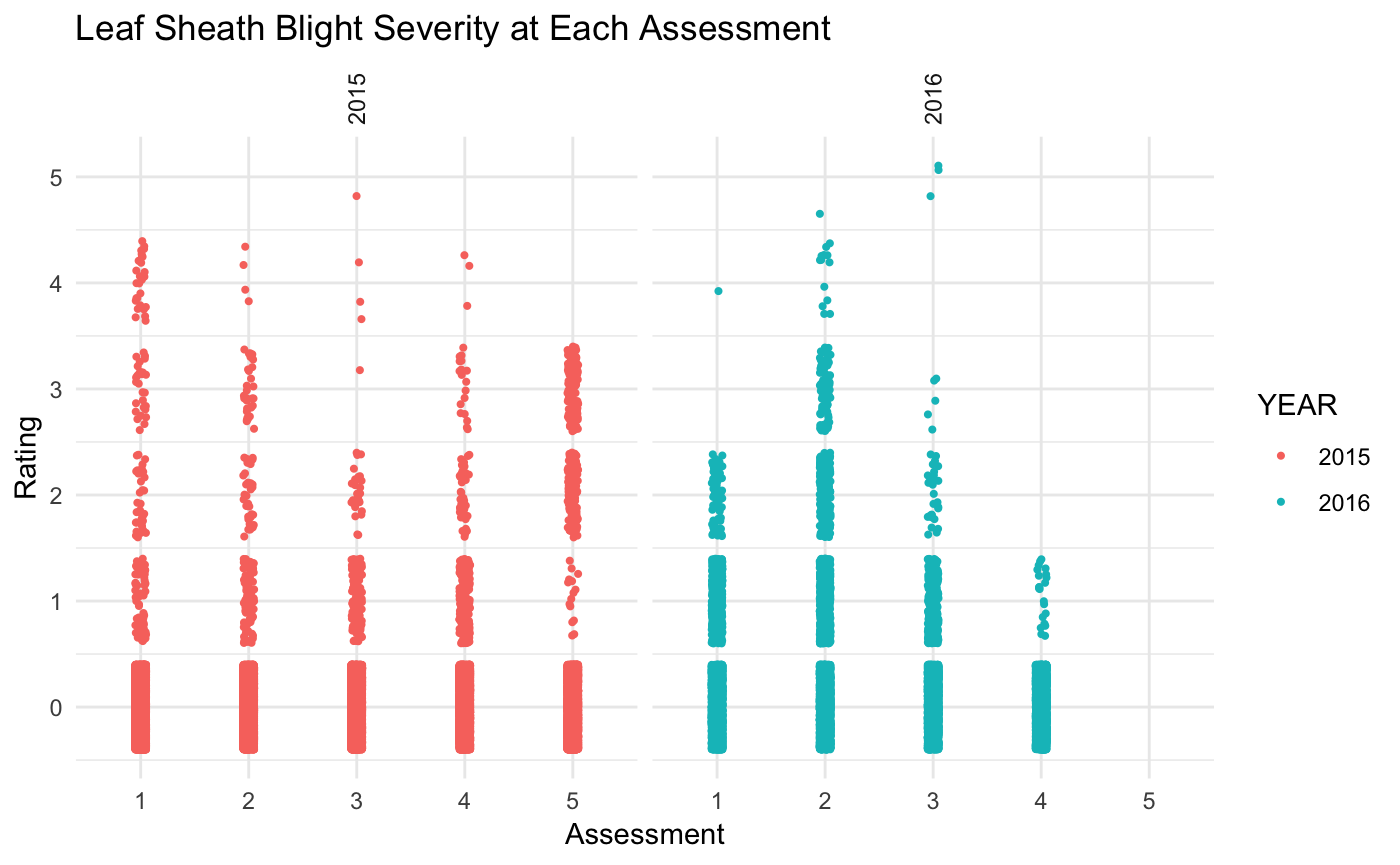 Leaf Sheath Blight Severity at Each Assessment
2015
2016
5
4
3
2
1
0
Rating
1 2 3 4 5
1 2 3 4 5
Assessment
YEAR
2015
2016